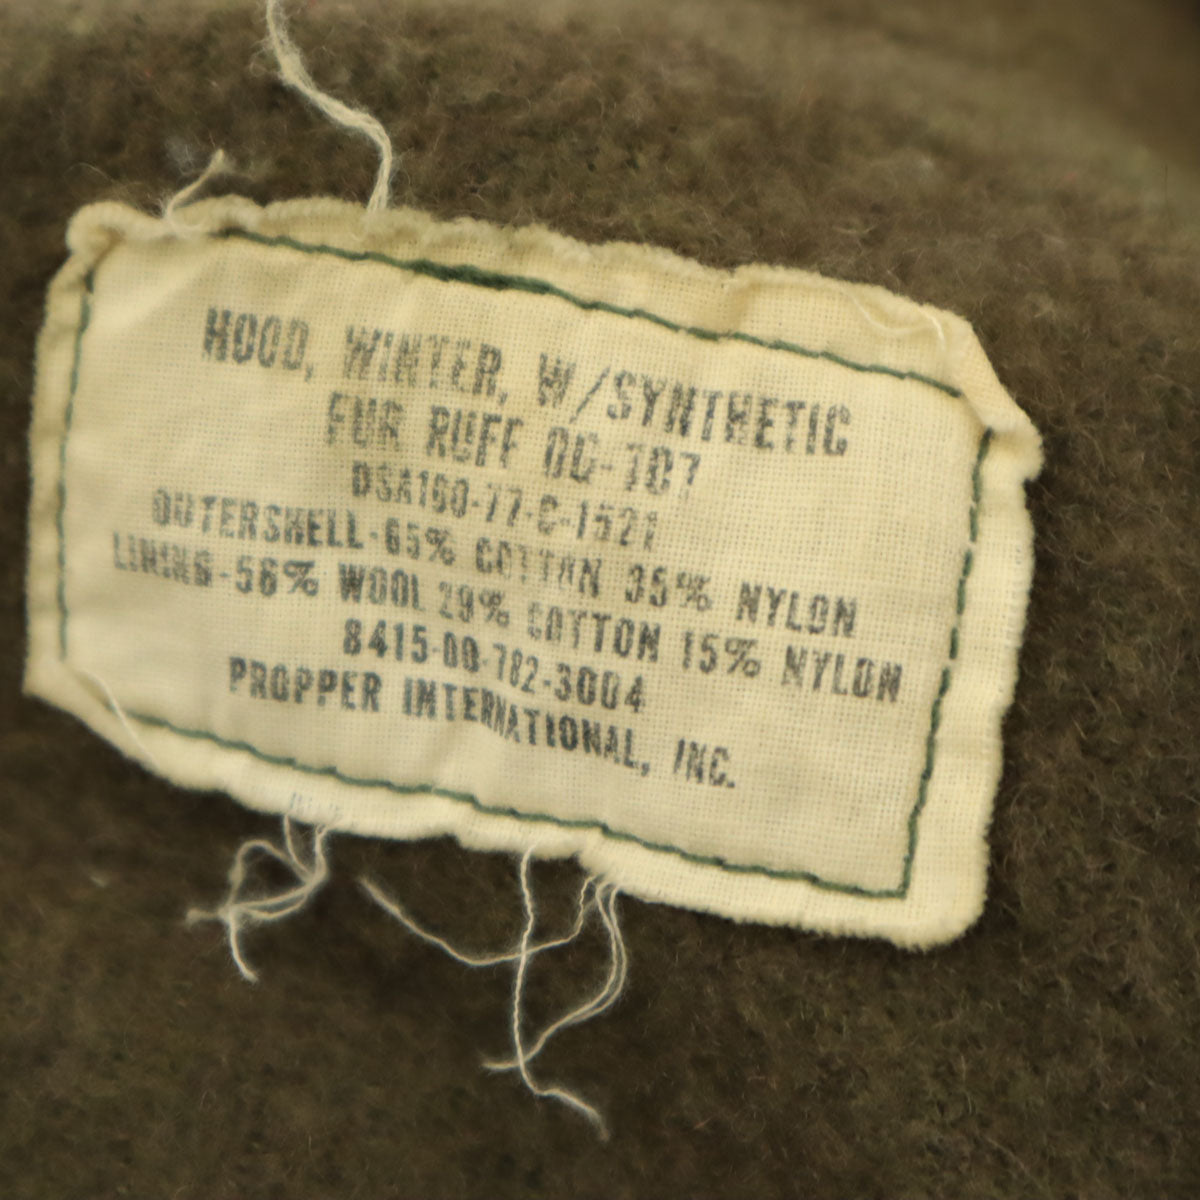 HOOD, WINTER, W/SYNTHETIC
FUR RUFF OG-107
DSA100-77-C-1521
OUTERSHELL-65% COTTON 35% NYLON
LINING-56% WOOL 29% COTTON 15% NYLON
8415-00-782-3004
PROPPER INTERNATIONAL, INC.